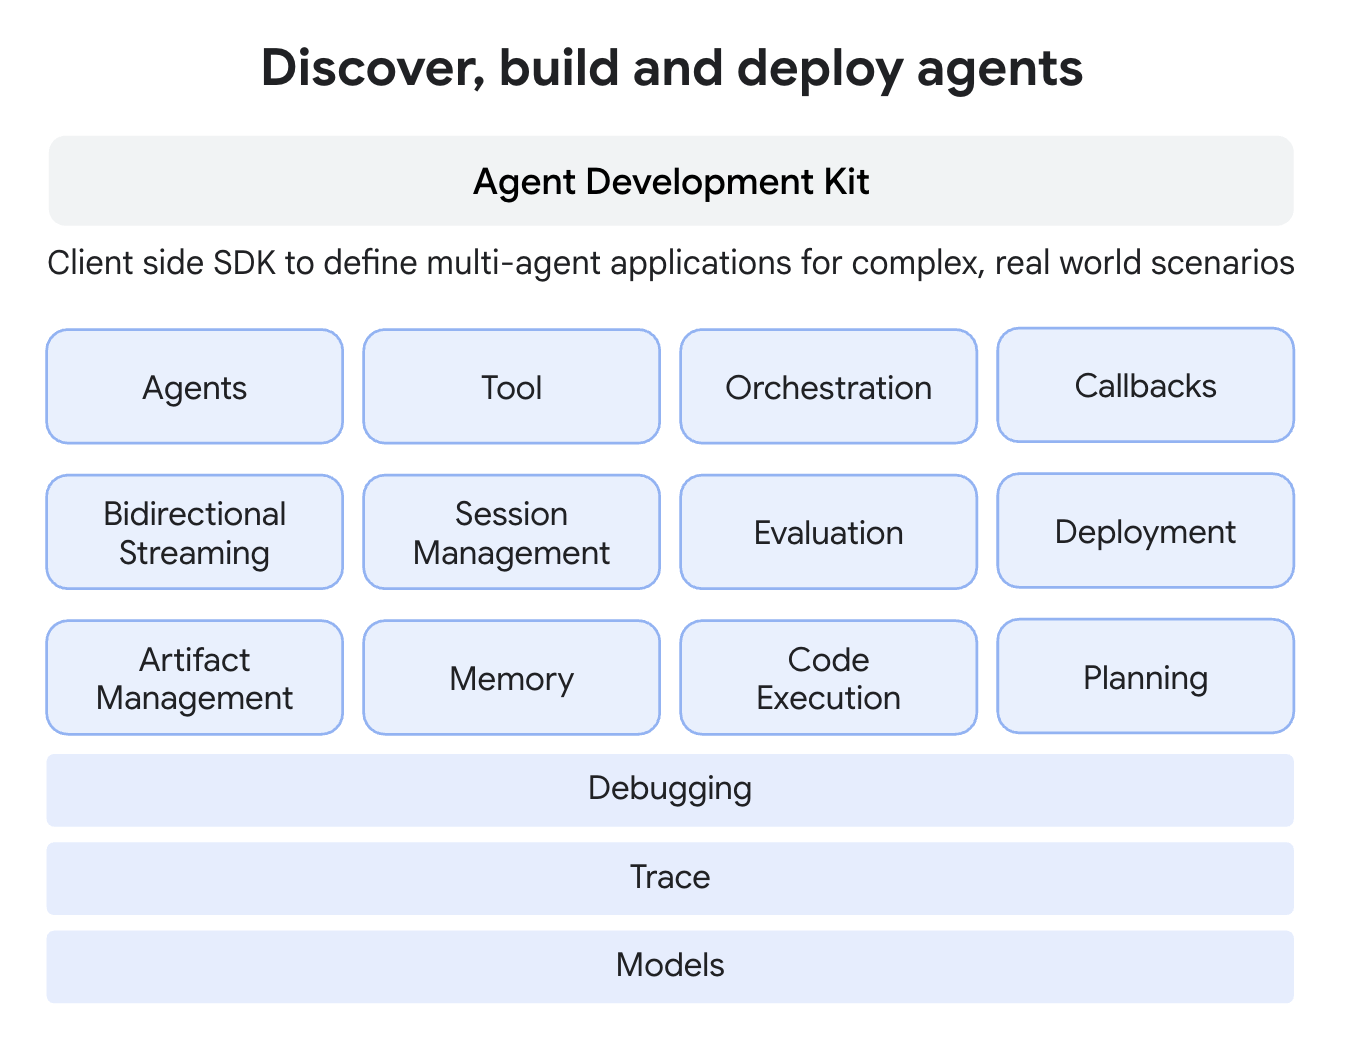 Discover, build and deploy agents
Agent Development Kit
Client side SDK to define multi-agent applications for complex, real world scenarios
Agents
Tool
Orchestration
Callbacks
Bidirectional
Streaming
Session
Management
Evaluation
Deployment
Artifact
Management
Memory
Code
Execution
Planning
Debugging
Trace
Models